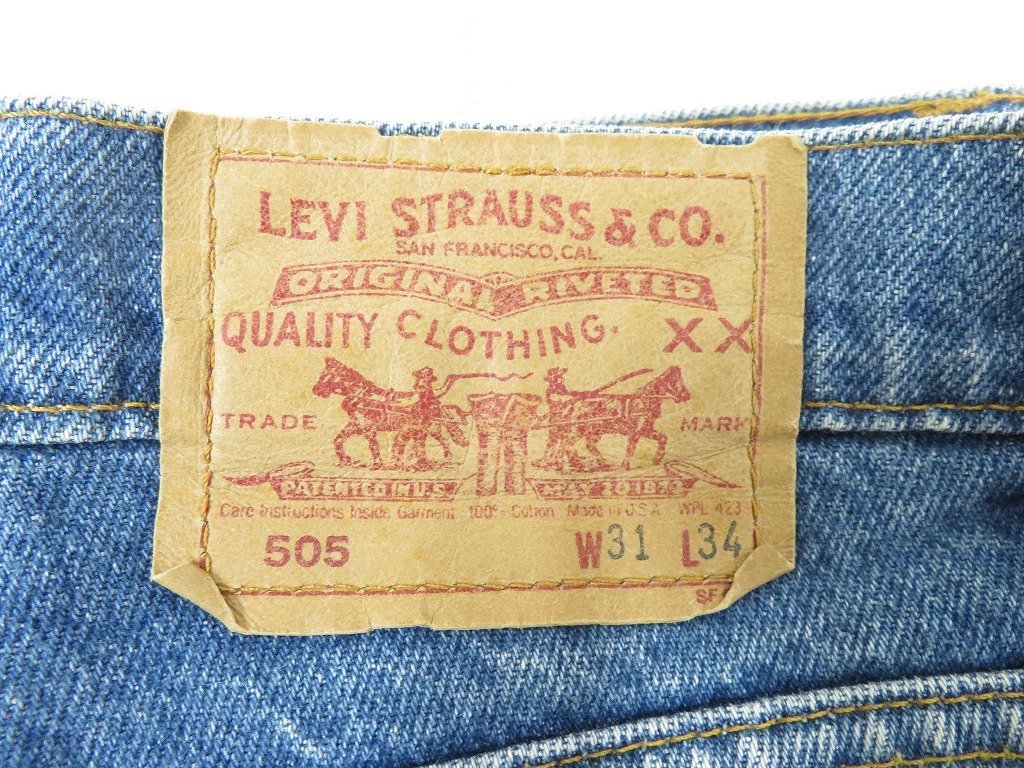 LEVI STRAUSS & CO.
SAN FRANCISCO, CAL.
ORIGINAL RIVETED
QUALITY CLOTHING. XX
TRADE MARK
PATENTED IN U.S. MAY 20 1873
Care Instructions Inside Garment 100% Cotton Made in U.S.A. WPL 423
505 W31 L34